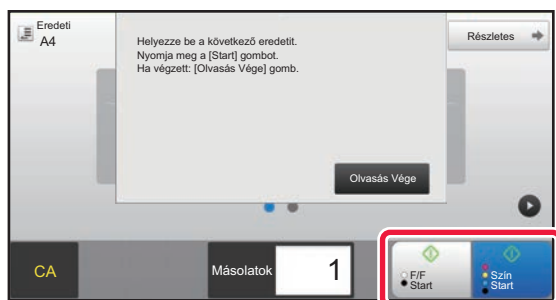 Eredeti
A4
Helyezze be a következő eredetit.
Nyomja meg a [Start] gombot.
Ha végzett: [Olvasás Vége] gomb.
Részletes
Olvasás Vége
CA
Másolatok
1
F/F
Start
Szín
Start